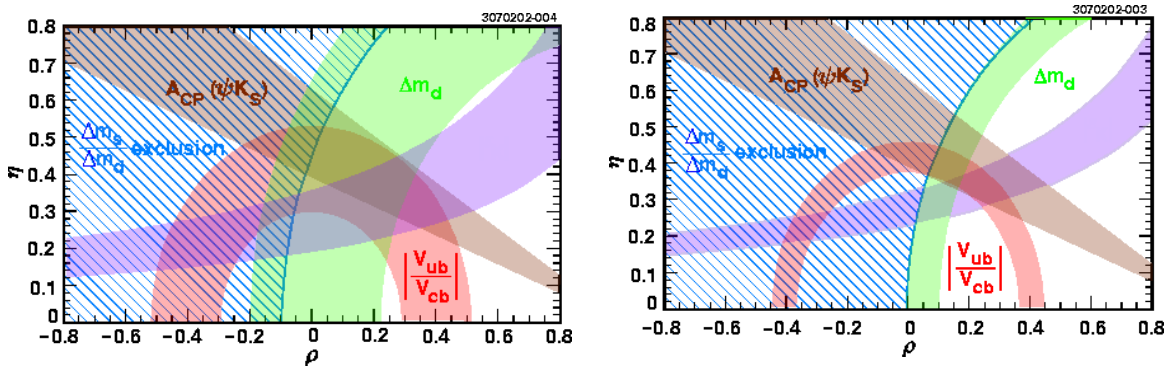 3070202-004
0.8
0.7
0.6
0.5
0.4
0.3
0.2
0.1
0
η
A_CP (ψK_S)
Δm_d
Δm_s
Δm_d
exclusion
|V_ub
V_cb|
-0.8 -0.6 -0.4 -0.2 0 0.2 0.4 0.6 0.8
ρ
3070202-003
0.8
0.7
0.6
0.5
0.4
0.3
0.2
0.1
0
η
A_CP (ψK_S)
Δm_d
Δm_s
Δm_d
exclusion
|V_ub
V_cb|
-0.8 -0.6 -0.4 -0.2 0 0.2 0.4 0.6 0.8
ρ